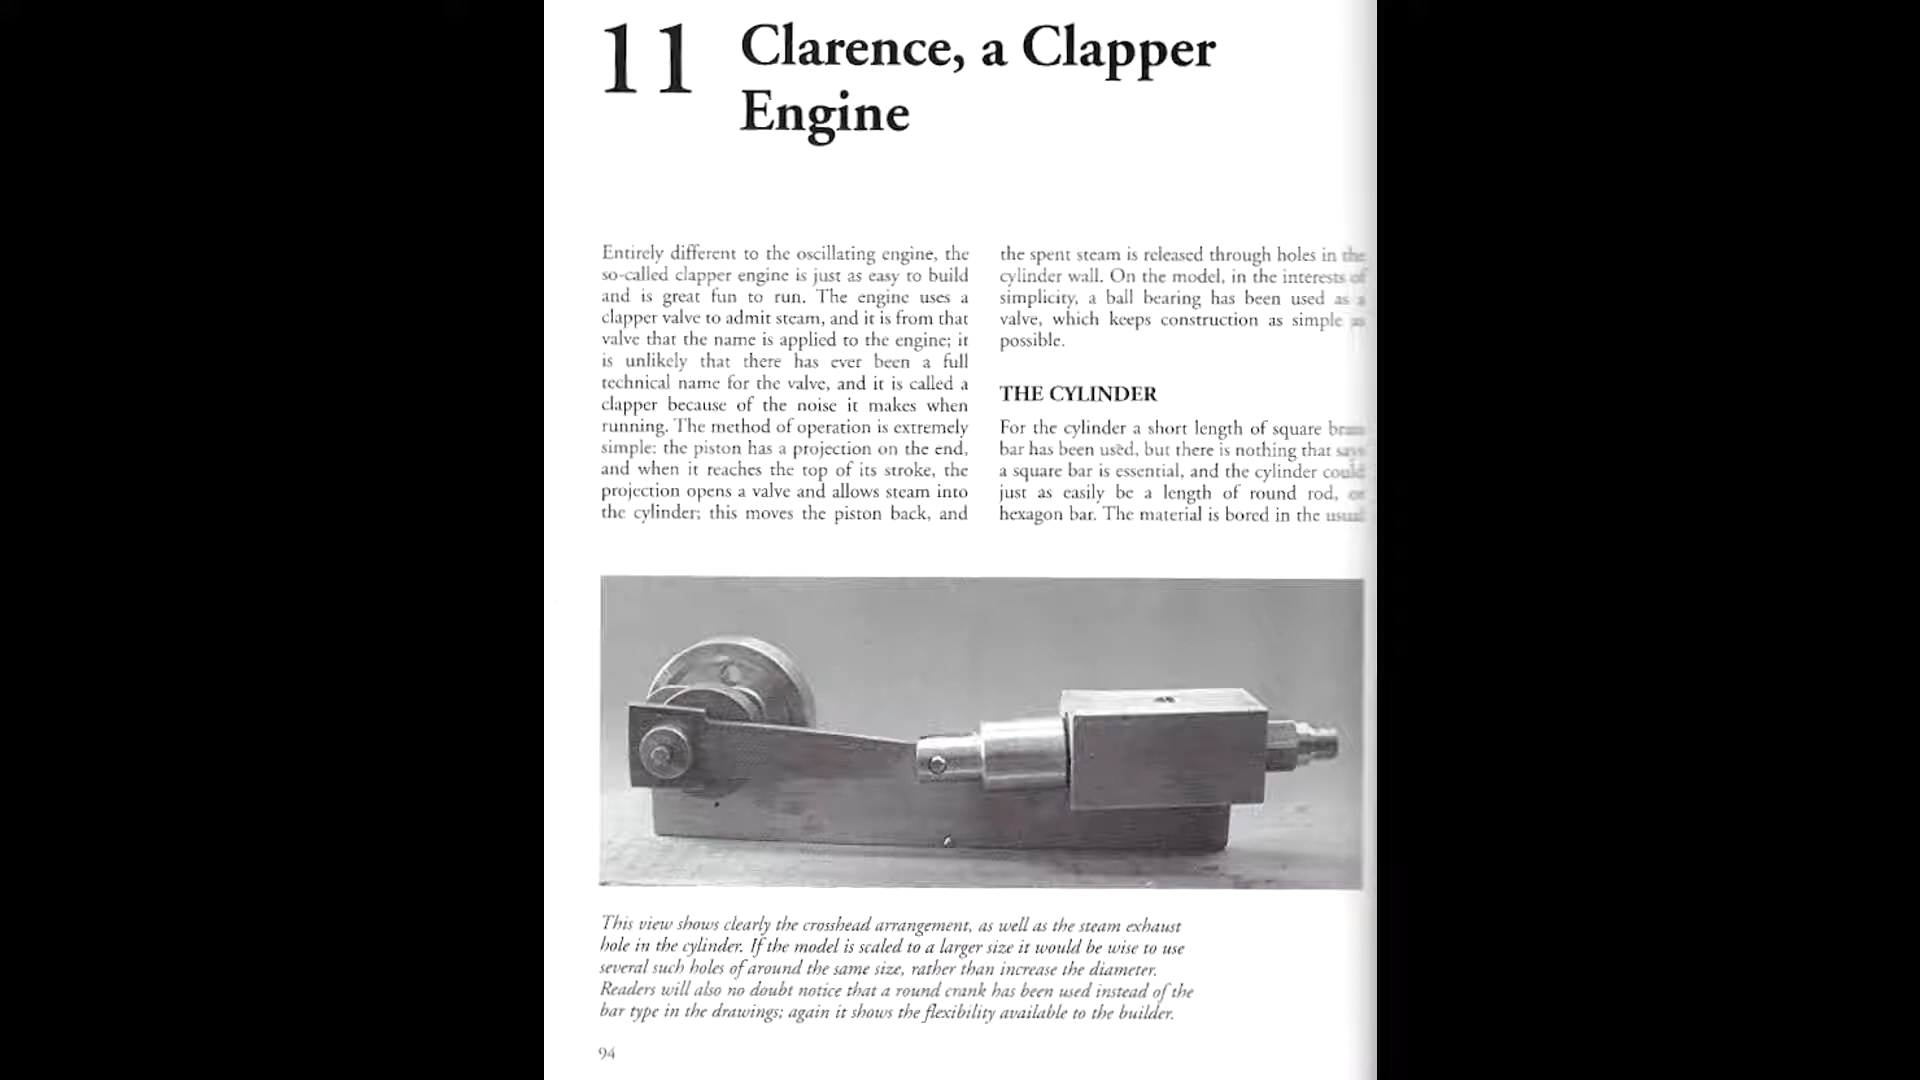 11 Clarence, a Clapper
Engine
Entirely different to the oscillating engine, the
so-called clapper engine is just as easy to build
and is great fun to run. The engine uses a
clapper valve to admit steam, and it is from that
valve that the name is applied to the engine; it
is unlikely that there has ever been a full
technical name for the valve, and it is called a
clapper because of the noise it makes when
running. The method of operation is extremely
simple: the piston has a projection on the end,
and when it reaches the top of its stroke, the
projection opens a valve and allows steam into
the cylinder; this moves the piston back, and
the spent steam is released through holes in the
cylinder wall. On the model, in the interests of
simplicity, a ball bearing has been used as a
valve, which keeps construction as simple as
possible.
THE CYLINDER
For the cylinder a short length of square brass
bar has been used, but there is nothing that says
a square bar is essential, and the cylinder could
just as easily be a length of round rod, or
hexagon bar. The material is bored in the usual
This view shows clearly the crosshead arrangement, as well as the steam exhaust
hole in the cylinder. If the model is scaled to a larger size it would be wise to use
several such holes of around the same size, rather than increase the diameter.
Readers will also no doubt notice that a round crank has been used instead of the
bar type in the drawings; again it shows the flexibility available to the builder.
94